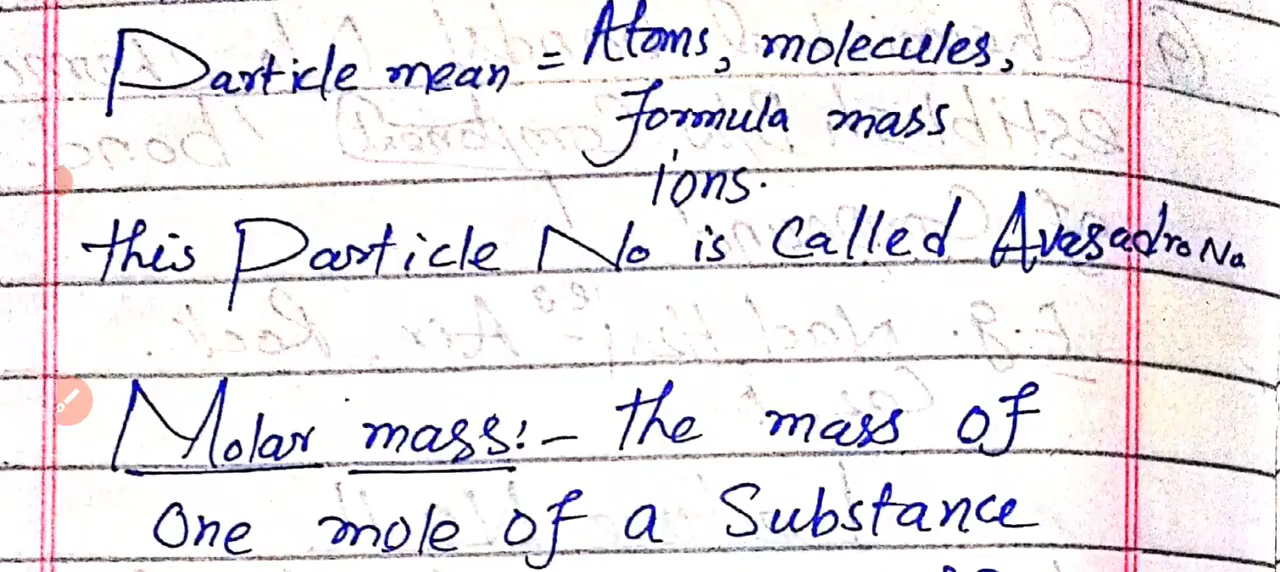 Particle mean = Atoms, molecules,
formula mass
ions.
this Particle No is Called Avagadro No
Molar mass:- the mass of
One mole of a Substance